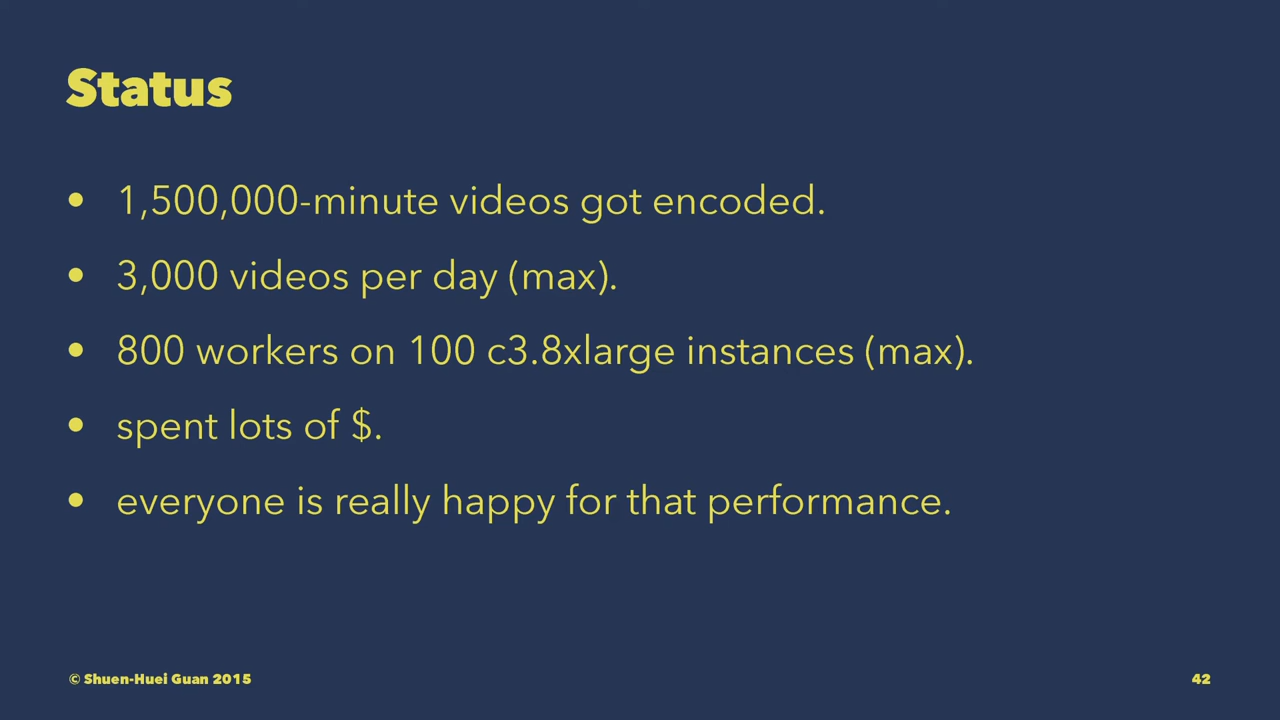 Status
• 1,500,000-minute videos got encoded.
• 3,000 videos per day (max).
• 800 workers on 100 c3.8xlarge instances (max).
• spent lots of $.
• everyone is really happy for that performance.
© Shuen-Huei Guan 2015
42